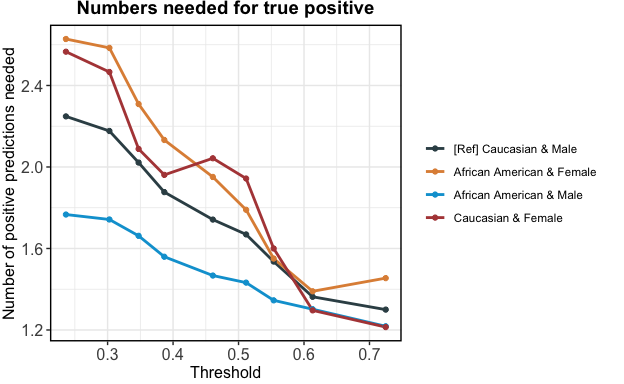 Numbers needed for true positive
Number of positive predictions needed
2.4
2.0
1.6
1.2
0.3
0.4
0.5
0.6
0.7
Threshold
[Ref] Caucasian & Male
African American & Female
African American & Male
Caucasian & Female